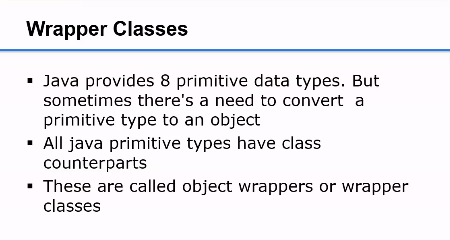 Wrapper Classes
▪ Java provides 8 primitive data types. But
sometimes there's a need to convert a
primitive type to an object
▪ All java primitive types have class
counterparts
▪ These are called object wrappers or wrapper
classes